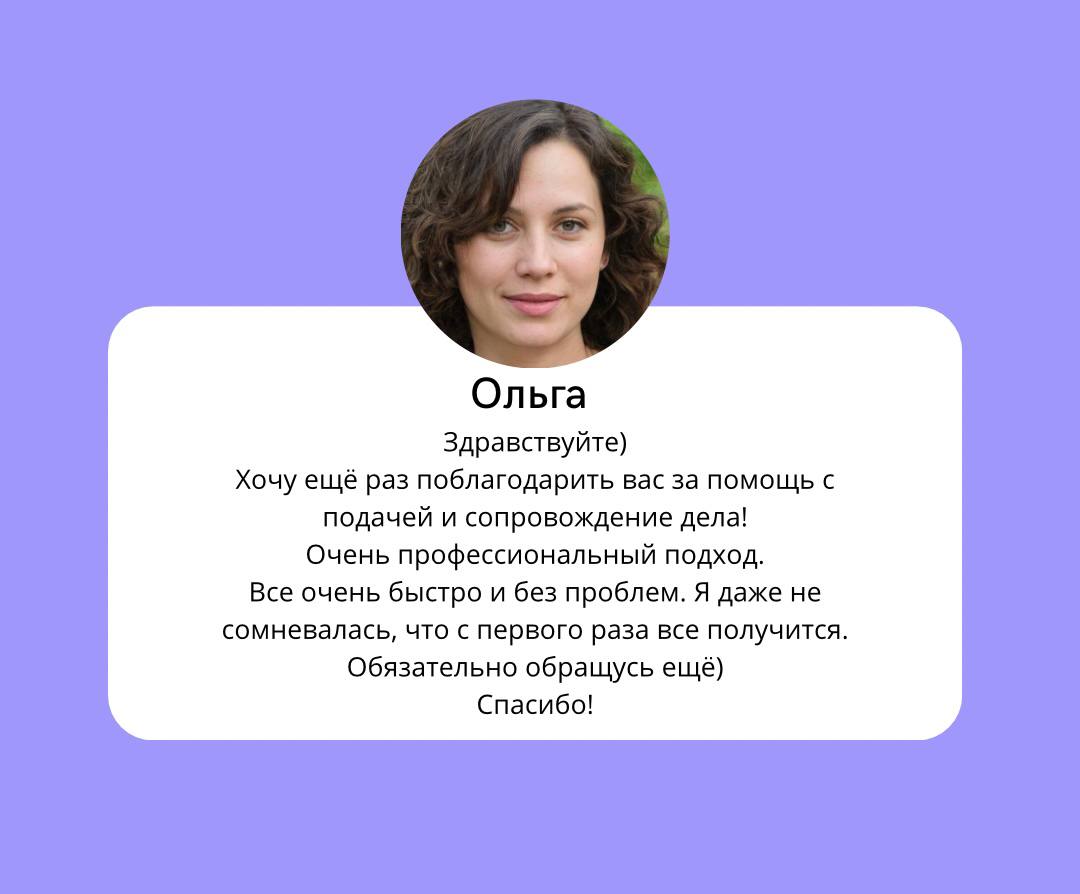 Ольга
Здравствуйте)
Хочу ещё раз поблагодарить вас за помощь с
подачей и сопровождение дела!
Очень профессиональный подход.
Все очень быстро и без проблем. Я даже не
сомневалась, что с первого раза все получится.
Обязательно обращусь ещё)
Спасибо!